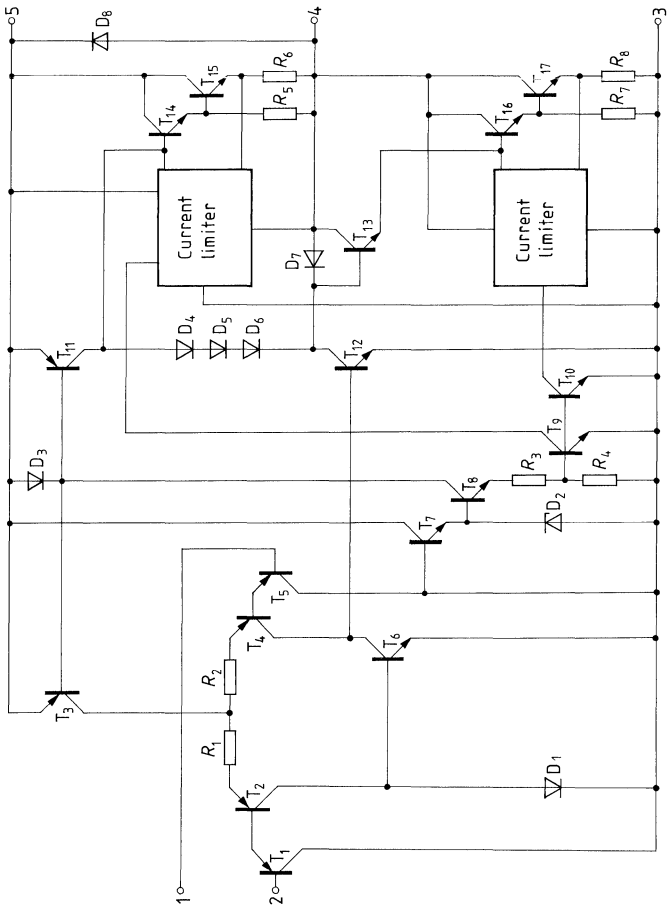 5
4
3
D8
T15
R6
T14
R5
T17
R8
T16
R7
Current
limiter
T13
D7
Current
limiter
T11
D4
D5
D6
T12
T10
T9
D3
T8
R3
R4
T7
D2
T5
T4
T6
R2
T3
R1
T2
D1
T1
1
2